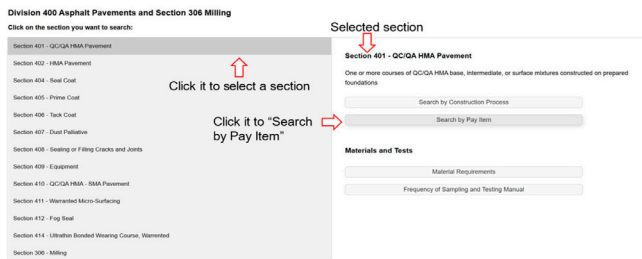 Division 400 Asphalt Pavements and Section 306 Milling
Click on the section you want to search:
Section 401 - QC/QA HMA Pavement
Section 402 - HMA Pavement
Section 404 - Seal Coat
Section 405 - Prime Coat
Section 406 - Tack Coat
Section 407 - Dust Palliative
Section 408 - Sealing or Filling Cracks and Joints
Section 409 - Equipment
Section 410 - QC/QA HMA - SMA Pavement
Section 411 - Warranted Micro-Surfacing
Section 412 - Fog Seal
Section 414 - Ultrathin Bonded Wearing Course, Warranted
Section 306 - Milling
Click it to select a section
Click it to “Search
by Pay Item”
Selected section
Section 401 - QC/QA HMA Pavement
One or more courses of QC/QA HMA base, intermediate, or surface mixtures constructed on prepared
foundations
Search by Construction Process
Search by Pay Item
Materials and Tests
Material Requirements
Frequency of Sampling and Testing Manual